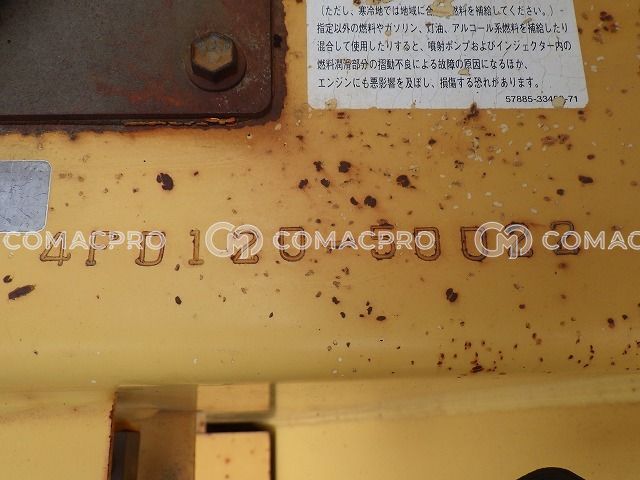 (ただし、寒冷地では地域に合 燃料を補給してください。)
指定以外の燃料やガソリン、灯油、アルコール系燃料を補給したり
混合して使用したりすると、噴射ポンプおよびインジェクター内の
燃料潤滑部分の摺動不良による故障の原因になるほか、
エンジンにも悪影響を及ぼし、損傷する恐れがあります。
57885-33 -71
COMACPRO COMACPRO COMACPRO COMAC
4FD120